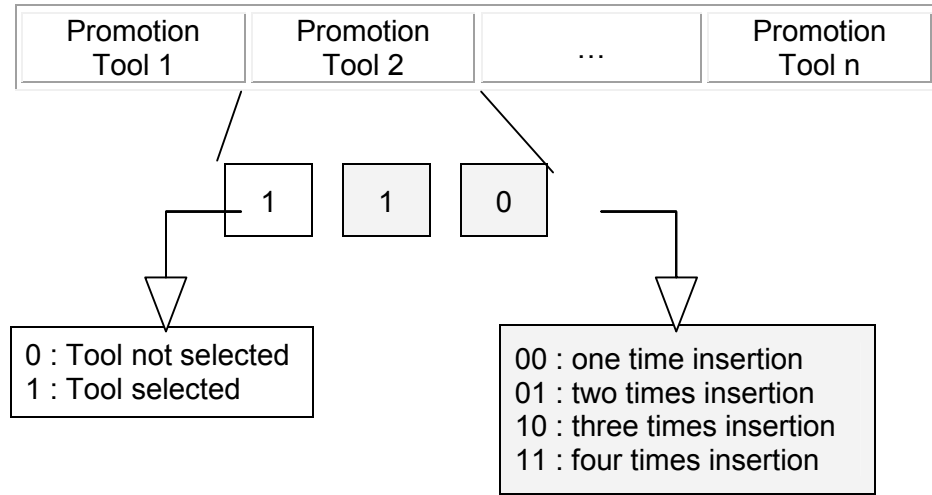 Promotion Tool 1
Promotion Tool 2
...
Promotion Tool n
1 1 0
0 : Tool not selected
1 : Tool selected
00 : one time insertion
01 : two times insertion
10 : three times insertion
11 : four times insertion